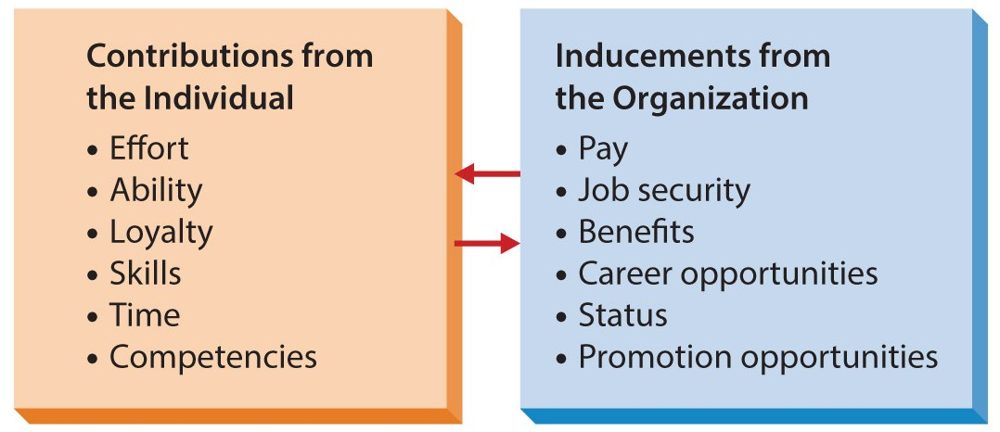 Contributions from
the Individual
• Effort
• Ability
• Loyalty
• Skills
• Time
• Competencies
Inducements from
the Organization
• Pay
• Job security
• Benefits
• Career opportunities
• Status
• Promotion opportunities